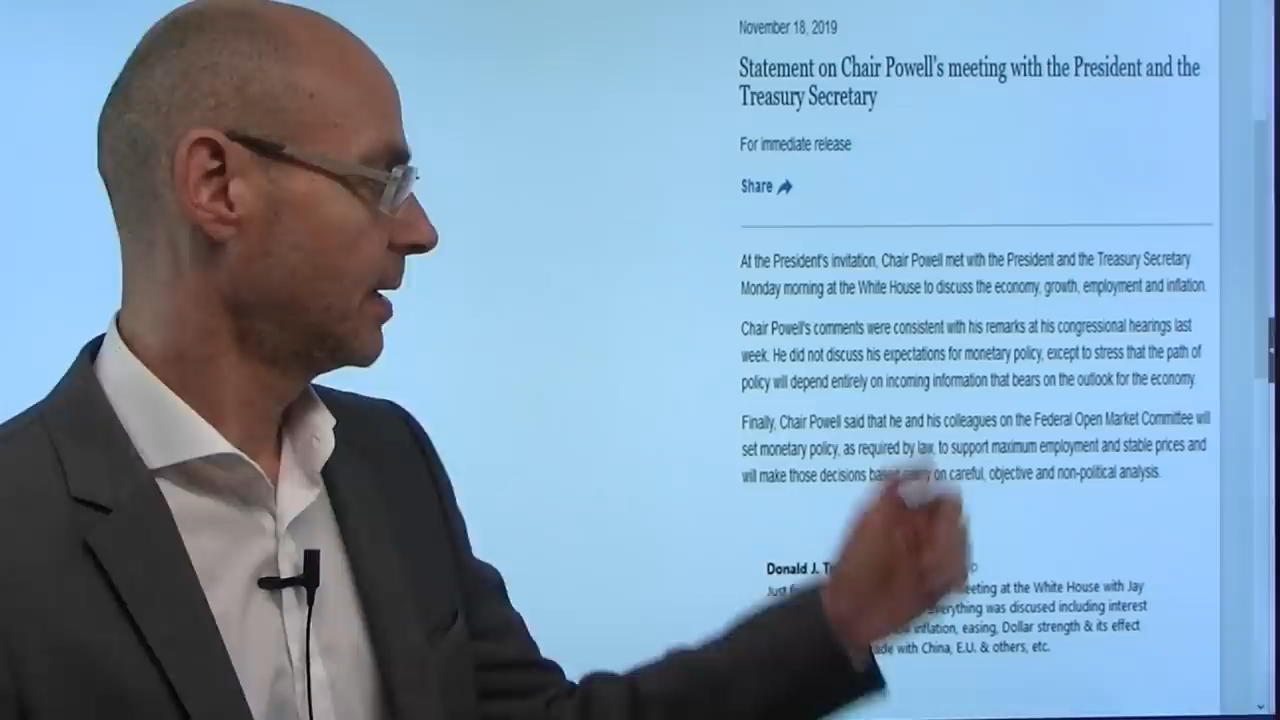 November 18, 2019
Statement on Chair Powell's meeting with the President and the
Treasury Secretary
For immediate release
Share
At the President's invitation, Chair Powell met with the President and the Treasury Secretary
Monday morning at the White House to discuss the economy, growth, employment and inflation.
Chair Powell's comments were consistent with his remarks at his congressional hearings last
week. He did not discuss his expectations for monetary policy, except to stress that the path of
policy will depend entirely on incoming information that bears on the outlook for the economy.
Finally, Chair Powell said that he and his colleagues on the Federal Open Market Committee will
set monetary policy, as required by law, to support maximum employment and stable prices and
will make those decisions on careful, objective and non-political analysis.
Donald J.
Just eeting at the White House with Jay
everything was discused including interest
inflation, easing, Dollar strength & its effect
with China, E.U. & others, etc.